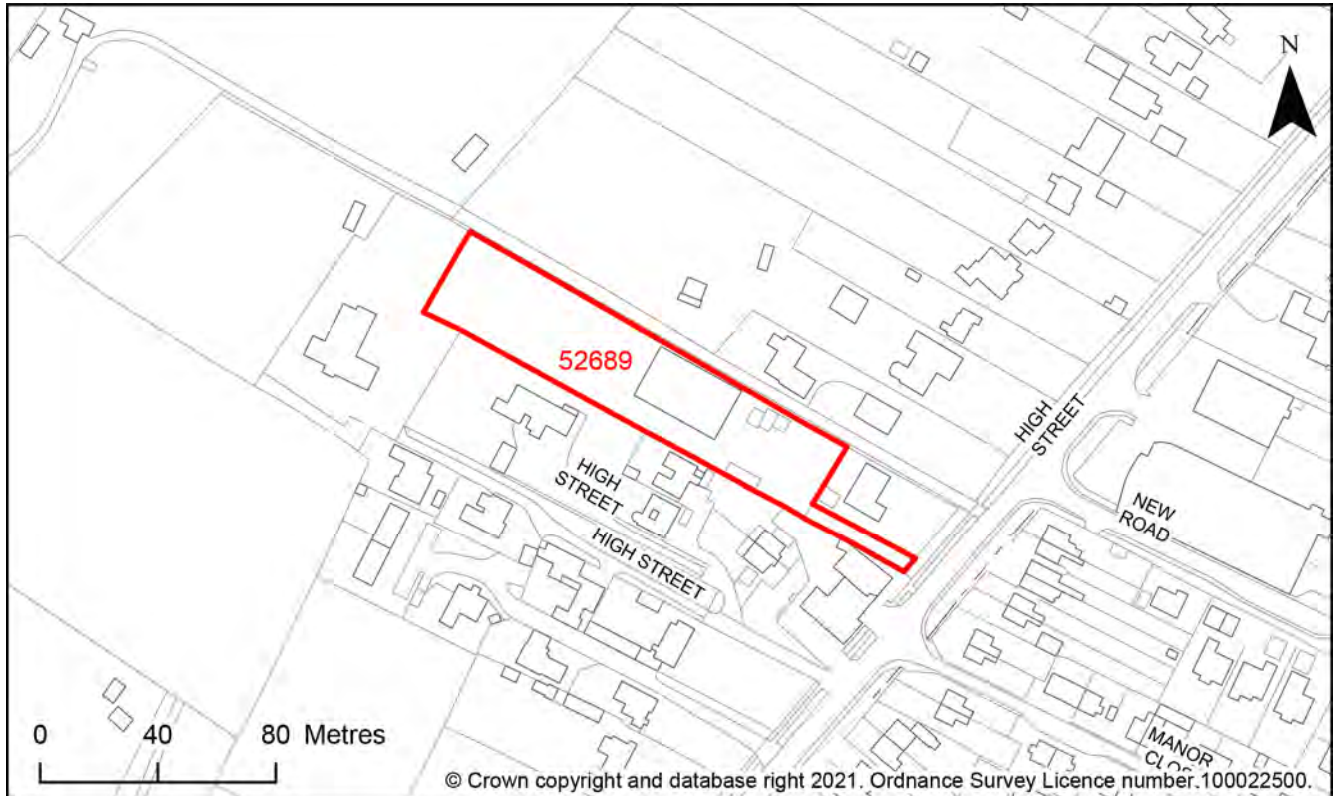 N
52689
HIGH
STREET
HIGH
STREET
HIGH STREET
NEW
ROAD
MANOR
0 40 80 Metres
© Crown copyright and database right 2021. Ordnance Survey Licence number 100022500.